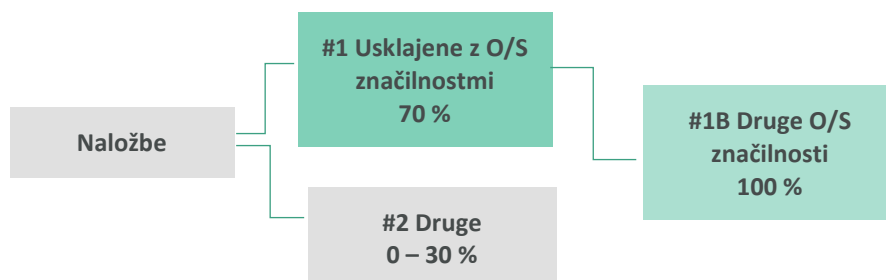 Naložbe
#1 Usklajene z O/S
značilnostmi
70 %
#1B Druge O/S
značilnosti
100 %
#2 Druge
0 – 30 %